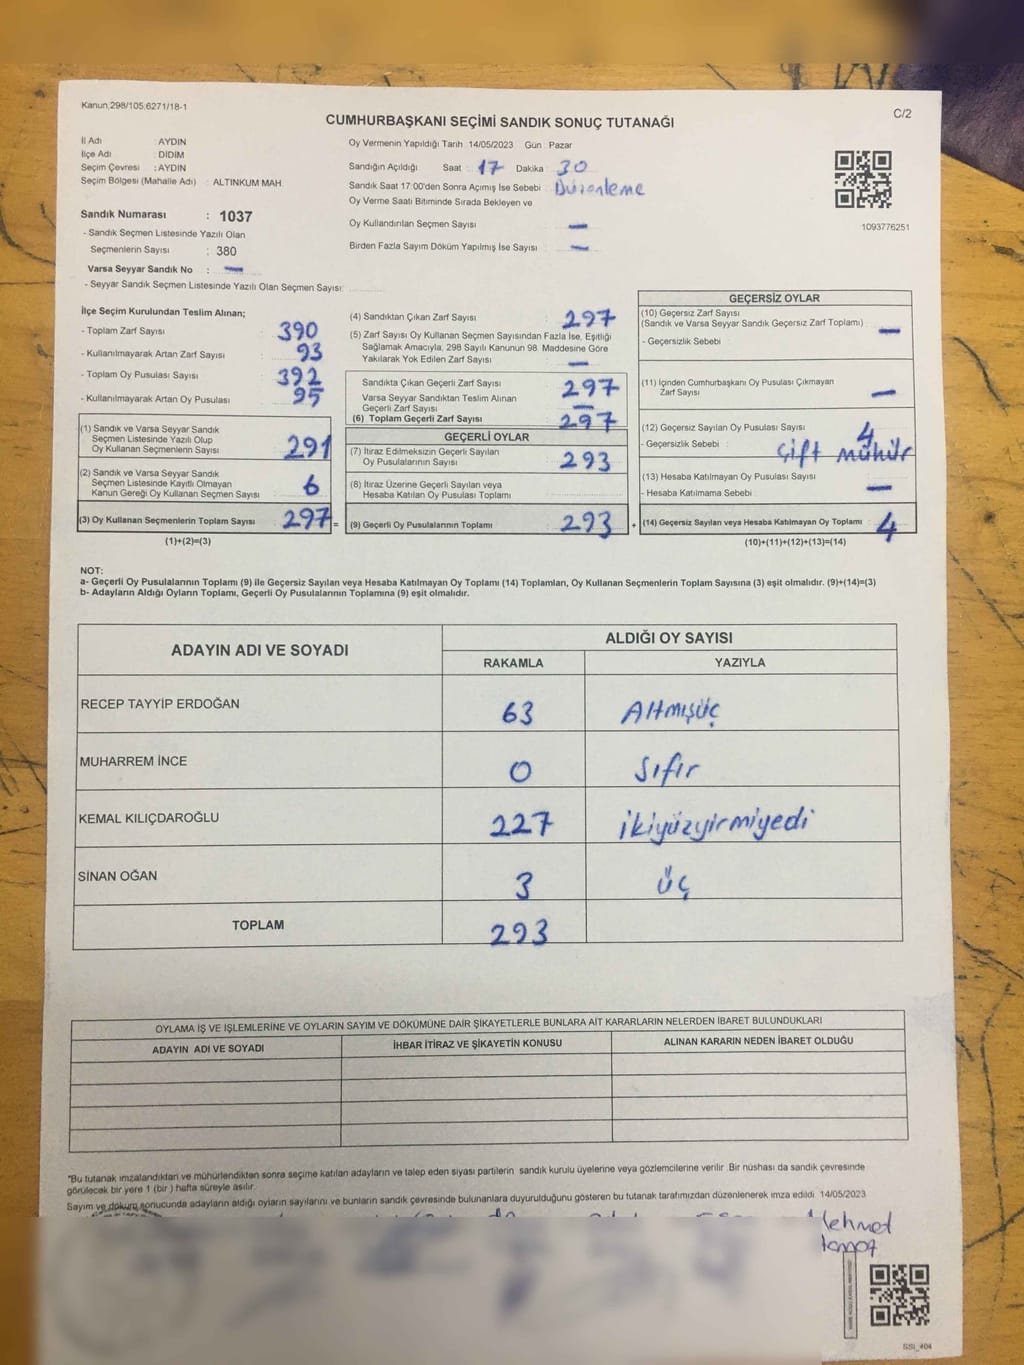 Kanun,298/105,6271/18-1
C/2
CUMHURBAŞKANI SEÇİMİ SANDIK SONUÇ TUTANAĞI
İl Adı : AYDIN
İlçe Adı : DİDİM
Seçim Çevresi : AYDIN
Seçim Bölgesi (Mahalle Adı) : ALTINKUM MAH.
Oy Vermenin Yapıldığı Tarih 14/05/2023 Gün : Pazar
Sandığın Açıldığı Saat : 17 Dakika : 30
Sandık Saat 17:00'den Sonra Açımış İse Sebebi : Düzenleme
Oy Verme Saati Bitiminde Sırada Bekleyen ve
Oy Kullandırılan Seçmen Sayısı : —
Birden Fazla Sayım Döküm Yapılmış İse Sayısı : —
1093776251
Sandık Numarası : 1037
- Sandık Seçmen Listesinde Yazılı Olan
Seçmenlerin Sayısı : 380
Varsa Seyyar Sandık No : —
- Seyyar Sandık Seçmen Listesinde Yazılı Olan Seçmen Sayısı:
İlçe Seçim Kurulundan Teslim Alınan;
- Toplam Zarf Sayısı : 390
- Kullanılmayarak Artan Zarf Sayısı : 93
- Toplam Oy Pusulası Sayısı : 392
- Kullanılmayarak Artan Oy Pusulası : 95
(1) Sandık ve Varsa Seyyar Sandık
Seçmen Listesinde Yazılı Olup
Oy Kullanan Seçmenlerin Sayısı : 291
(2) Sandık ve Varsa Seyyar Sandık
Seçmen Listesinde Kayıtlı Olmayan
Kanun Gereği Oy Kullanan Seçmen Sayısı : 6
(3) Oy Kullanan Seçmenlerin Toplam Sayısı : 297 =
(1)+(2)=(3)
(4) Sandıktan Çıkan Zarf Sayısı : 297
(5) Zarf Sayısı Oy Kullanan Seçmen Sayısından Fazla İse, Eşitliği
Sağlamak Amacıyla, 298 Sayılı Kanunun 98. Maddesine Göre
Yakılarak Yok Edilen Zarf Sayısı : —
Sandıkta Çıkan Geçerli Zarf Sayısı : 297
Varsa Seyyar Sandıktan Teslim Alınan
Geçerli Zarf Sayısı : —
(6) Toplam Geçerli Zarf Sayısı : 297
GEÇERLİ OYLAR
(7) İtiraz Edilmeksizin Geçerli Sayılan
Oy Pusulalarının Sayısı : 293
(8) İtiraz Üzerine Geçerli Sayılan veya
Hesaba Katılan Oy Pusulası Toplamı :
(9) Geçerli Oy Pusulalarının Toplamı : 293 +
GEÇERSİZ OYLAR
(10) Geçersiz Zarf Sayısı
(Sandık ve Varsa Seyyar Sandık Geçersiz Zarf Toplamı) : —
- Geçersizlik Sebebi :
(11) İçinden Cumhurbaşkanı Oy Pusulası Çıkmayan
Zarf Sayısı : —
(12) Geçersiz Sayılan Oy Pusulası Sayısı : 4
- Geçersizlik Sebebi : Çift mühür
(13) Hesaba Katılmayan Oy Pusulası Sayısı
- Hesaba Katılmama Sebebi : —
(14) Geçersiz Sayılan veya Hesaba Katılmayan Oy Toplamı : 4
(10)+(11)+(12)+(13)=(14)
NOT:
a- Geçerli Oy Pusulalarının Toplamı (9) ile Geçersiz Sayılan veya Hesaba Katılmayan Oy Toplamı (14) Toplamları, Oy Kullanan Seçmenlerin Toplam Sayısına (3) eşit olmalıdır. (9)+(14)=(3)
b- Adayların Aldığı Oyların Toplamı, Geçerli Oy Pusulalarının Toplamına (9) eşit olmalıdır.
ADAYIN ADI VE SOYADI ALDIĞI OY SAYISI
RAKAMLA YAZIYLA
RECEP TAYYİP ERDOĞAN 63 Altmışüç
MUHARREM İNCE 0 Sıfır
KEMAL KILIÇDAROĞLU 227 ikiyüzyirmiyedi
SİNAN OĞAN 3 üç
TOPLAM 293
OYLAMA İŞ VE İŞLEMLERİNE VE OYLARIN SAYIM VE DÖKÜMÜNE DAİR ŞİKAYETLERLE BUNLARA AİT KARARLARIN NELERDEN İBARET BULUNDUKLARI
ADAYIN ADI VE SOYADI İHBAR İTİRAZ VE ŞİKAYETİN KONUSU ALINAN KARARIN NEDEN İBARET OLDUĞU
"Bu tutanak imzalandıktan ve mühürlendikten sonra seçime katılan adayların ve talep eden siyasi partilerin sandık kurulu üyelerine veya gözlemcilerine verilir. Bir nüshası da sandık çevresinde
görülecek bir yere 1 (bir) hafta süreyle asılır.
Sayım ve döküm sonucunda adayların aldığı oyların sayılarını ve bunların sandık çevresinde bulunanlara duyurulduğunu gösteren bu tutanak tarafımızdan düzenlenerek imza edildi. 14/05/2023
Mehmet
SSİ_404